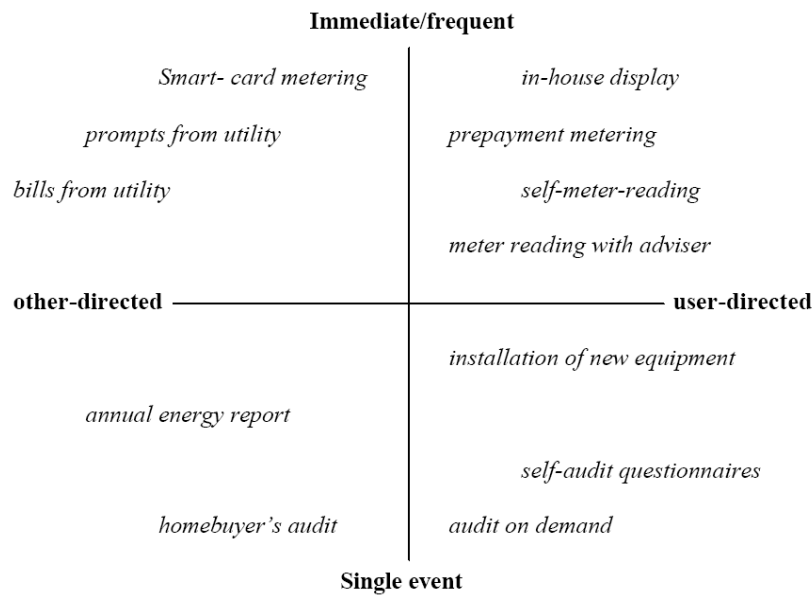 Immediate/frequent
Smart- card metering
in-house display
prompts from utility
prepayment metering
bills from utility
self-meter-reading
meter reading with adviser
other-directed
user-directed
installation of new equipment
annual energy report
self-audit questionnaires
homebuyer’s audit
audit on demand
Single event